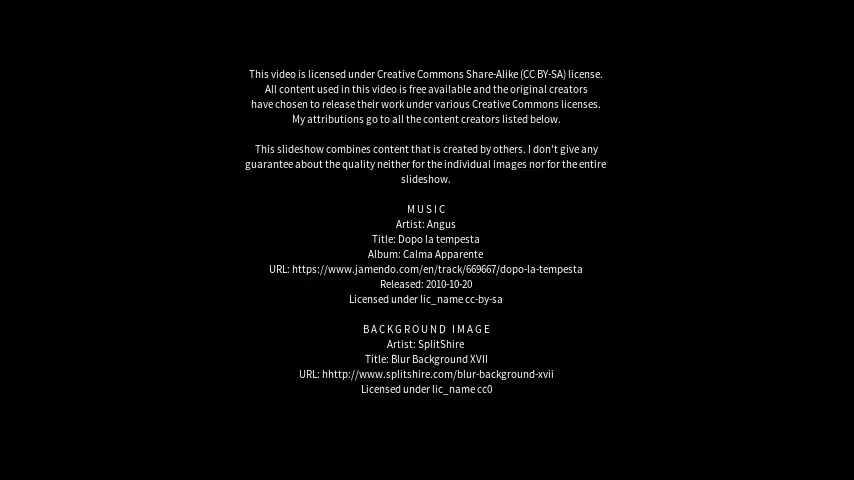 This video is licensed under Creative Commons Share-Alike (CC BY-SA) license.
All content used in this video is free available and the original creators
have chosen to release their work under various Creative Commons licenses.
My attributions go to all the content creators listed below.
This slideshow combines content that is created by others. I don't give any
guarantee about the quality neither for the individual images nor for the entire
slideshow.
M U S I C
Artist: Angus
Title: Dopo la tempesta
Album: Calma Apparente
URL: https://www.jamendo.com/en/track/669667/dopo-la-tempesta
Released: 2010-10-20
Licensed under lic_name cc-by-sa
B A C K G R O U N D   I M A G E
Artist: SplitShire
Title: Blur Background XVII
URL: hhttp://www.splitshire.com/blur-background-xvii
Licensed under lic_name cc0